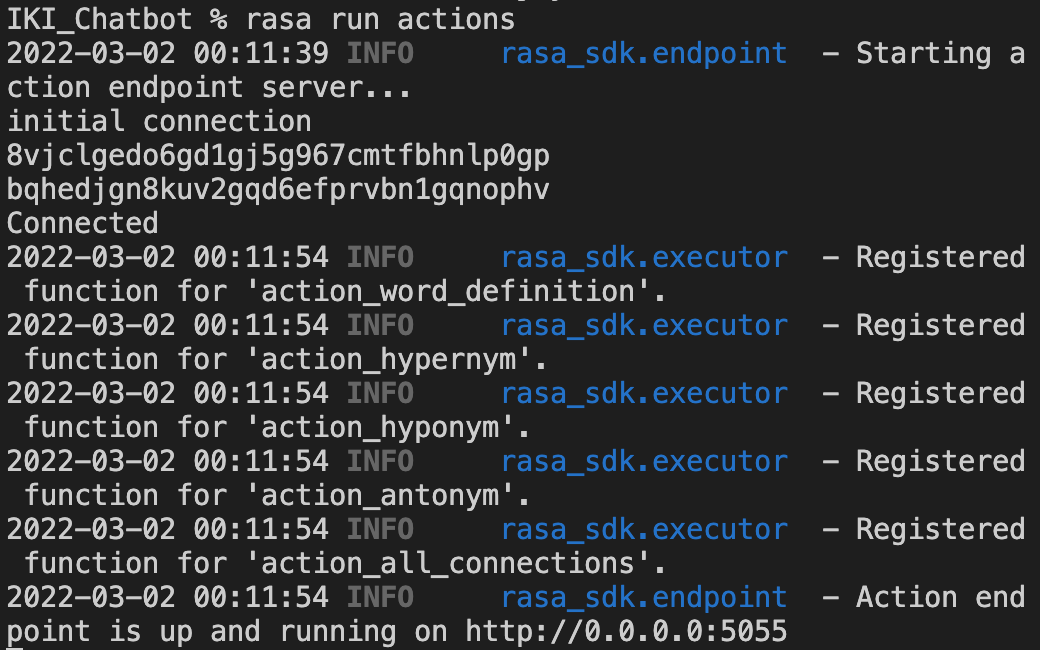 IKI_Chatbot % rasa run actions
2022-03-02 00:11:39 INFO     rasa_sdk.endpoint  - Starting a
ction endpoint server...
initial connection
8vjclgedo6gd1gj5g967cmtfbhnlp0gp
bqhedjgn8kuv2gqd6efprvbn1gqnophv
Connected
2022-03-02 00:11:54 INFO     rasa_sdk.executor  - Registered
 function for 'action_word_definition'.
2022-03-02 00:11:54 INFO     rasa_sdk.executor  - Registered
 function for 'action_hypernym'.
2022-03-02 00:11:54 INFO     rasa_sdk.executor  - Registered
 function for 'action_hyponym'.
2022-03-02 00:11:54 INFO     rasa_sdk.executor  - Registered
 function for 'action_antonym'.
2022-03-02 00:11:54 INFO     rasa_sdk.executor  - Registered
 function for 'action_all_connections'.
2022-03-02 00:11:54 INFO     rasa_sdk.endpoint  - Action end
point is up and running on http://0.0.0.0:5055